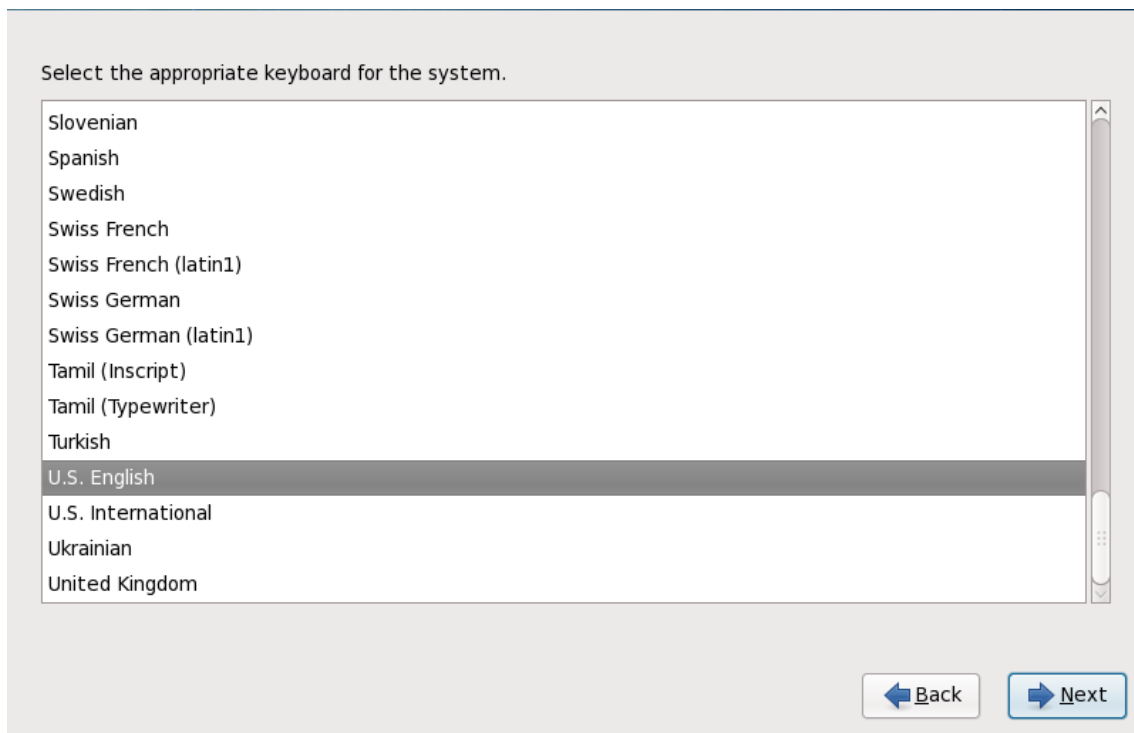 Select the appropriate keyboard for the system.
Slovenian
Spanish
Swedish
Swiss French
Swiss French (latin1)
Swiss German
Swiss German (latin1)
Tamil (Inscript)
Tamil (Typewriter)
Turkish
U.S. English
U.S. International
Ukrainian
United Kingdom
Back
Next